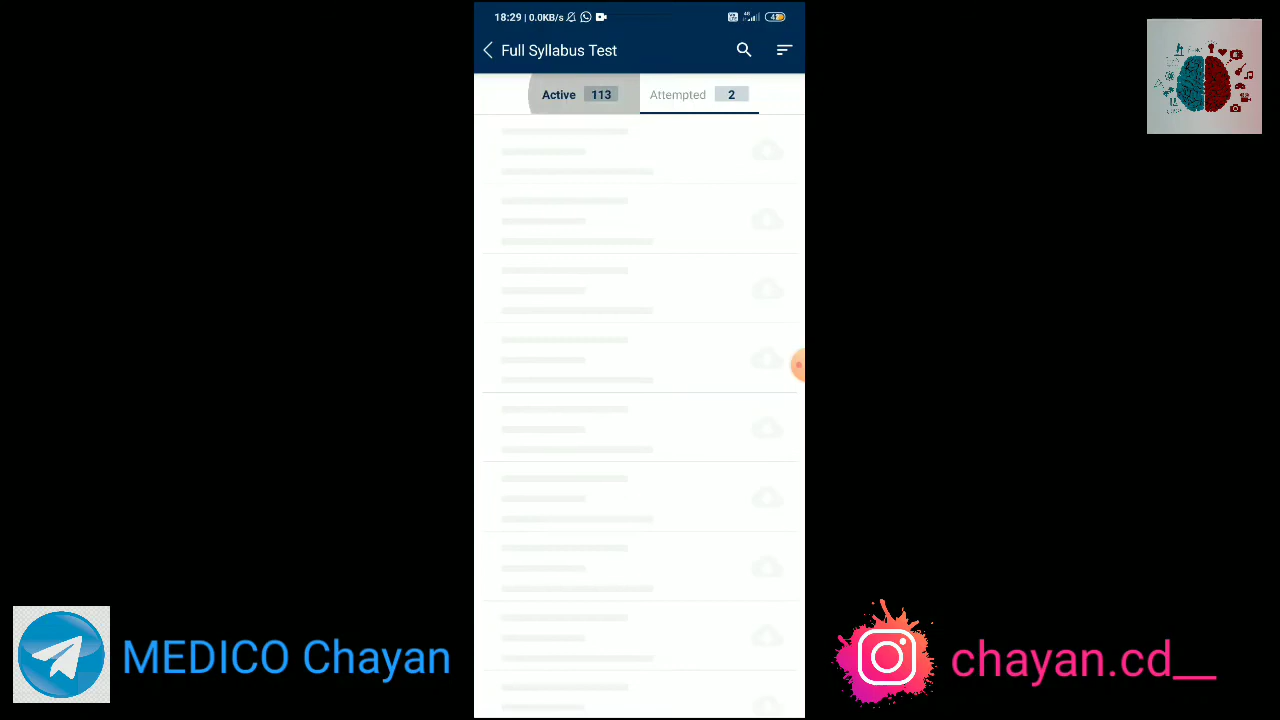 18:29 | 0.0KB/s
Full Syllabus Test
Active 113
Attempted 2
MEDICO Chayan
chayan.cd__